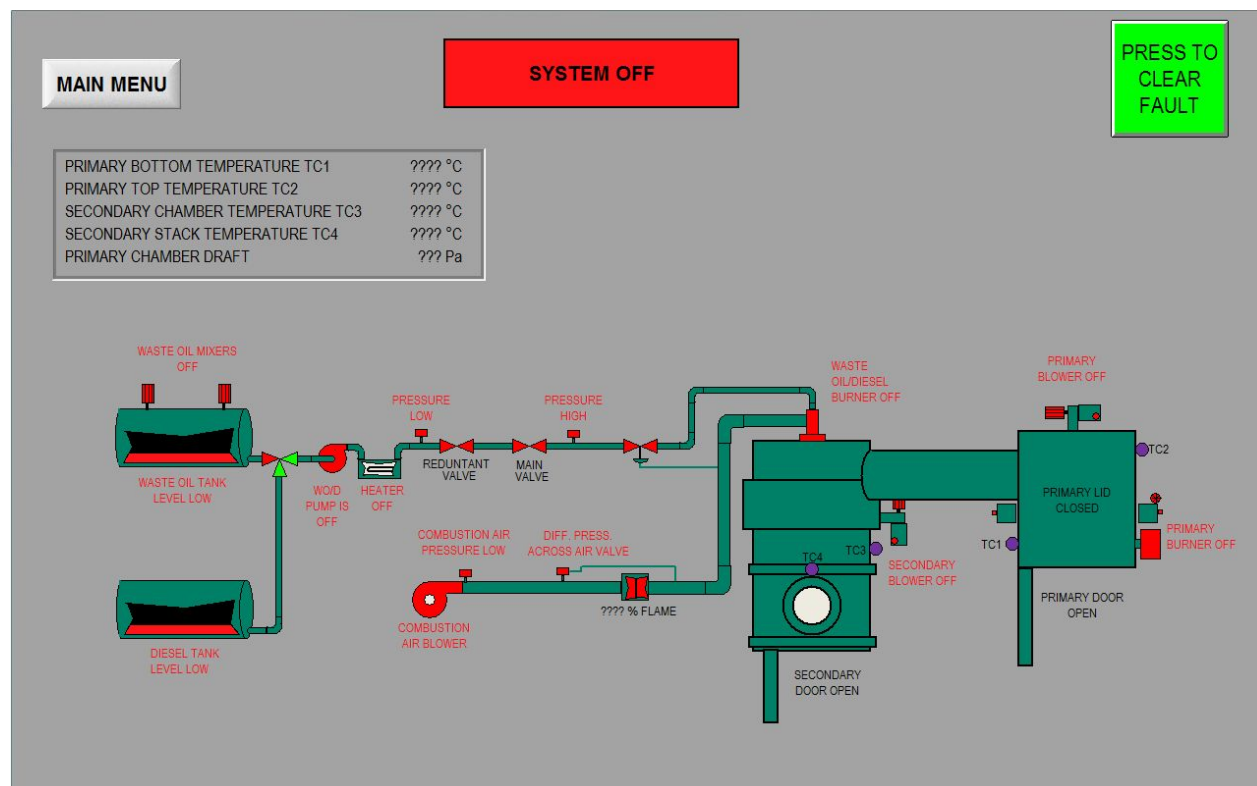 MAIN MENU
SYSTEM OFF
PRESS TO
CLEAR
FAULT
PRIMARY BOTTOM TEMPERATURE TC1 ???? °C
PRIMARY TOP TEMPERATURE TC2 ???? °C
SECONDARY CHAMBER TEMPERATURE TC3 ???? °C
SECONDARY STACK TEMPERATURE TC4 ???? °C
PRIMARY CHAMBER DRAFT ??? Pa
WASTE OIL MIXERS
OFF
WASTE OIL TANK
LEVEL LOW
WO/D
PUMP IS
OFF
HEATER
OFF
PRESSURE
LOW
REDUNTANT
VALVE
MAIN
VALVE
PRESSURE
HIGH
WASTE
OIL/DIESEL
BURNER OFF
PRIMARY
BLOWER OFF
TC2
PRIMARY LID
CLOSED
TC1
PRIMARY
BURNER OFF
PRIMARY DOOR
OPEN
COMBUSTION AIR
PRESSURE LOW
DIFF. PRESS.
ACROSS AIR VALVE
???? % FLAME
COMBUSTION
AIR BLOWER
TC3
TC4
SECONDARY
BLOWER OFF
SECONDARY
DOOR OPEN
DIESEL TANK
LEVEL LOW